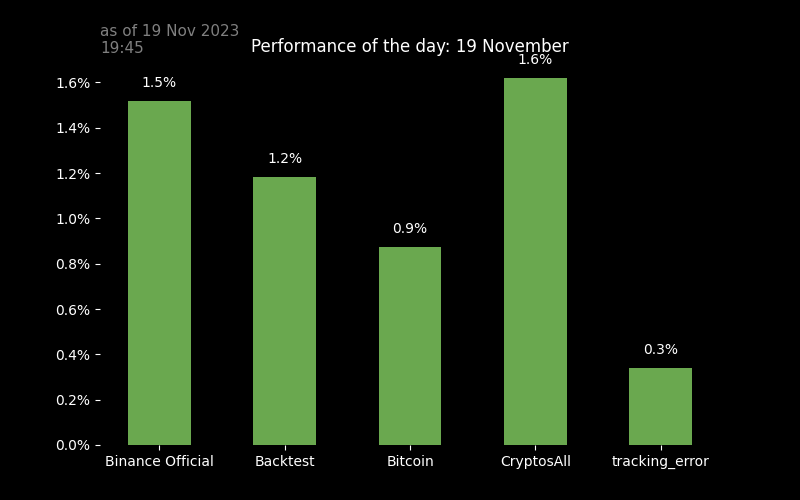 as of 19 Nov 2023
19:45
Performance of the day: 19 November
1.6%
1.4%
1.2%
1.0%
0.8%
0.6%
0.4%
0.2%
0.0%
1.5%
1.2%
0.9%
1.6%
0.3%
Binance Official
Backtest
Bitcoin
CryptosAll
tracking_error